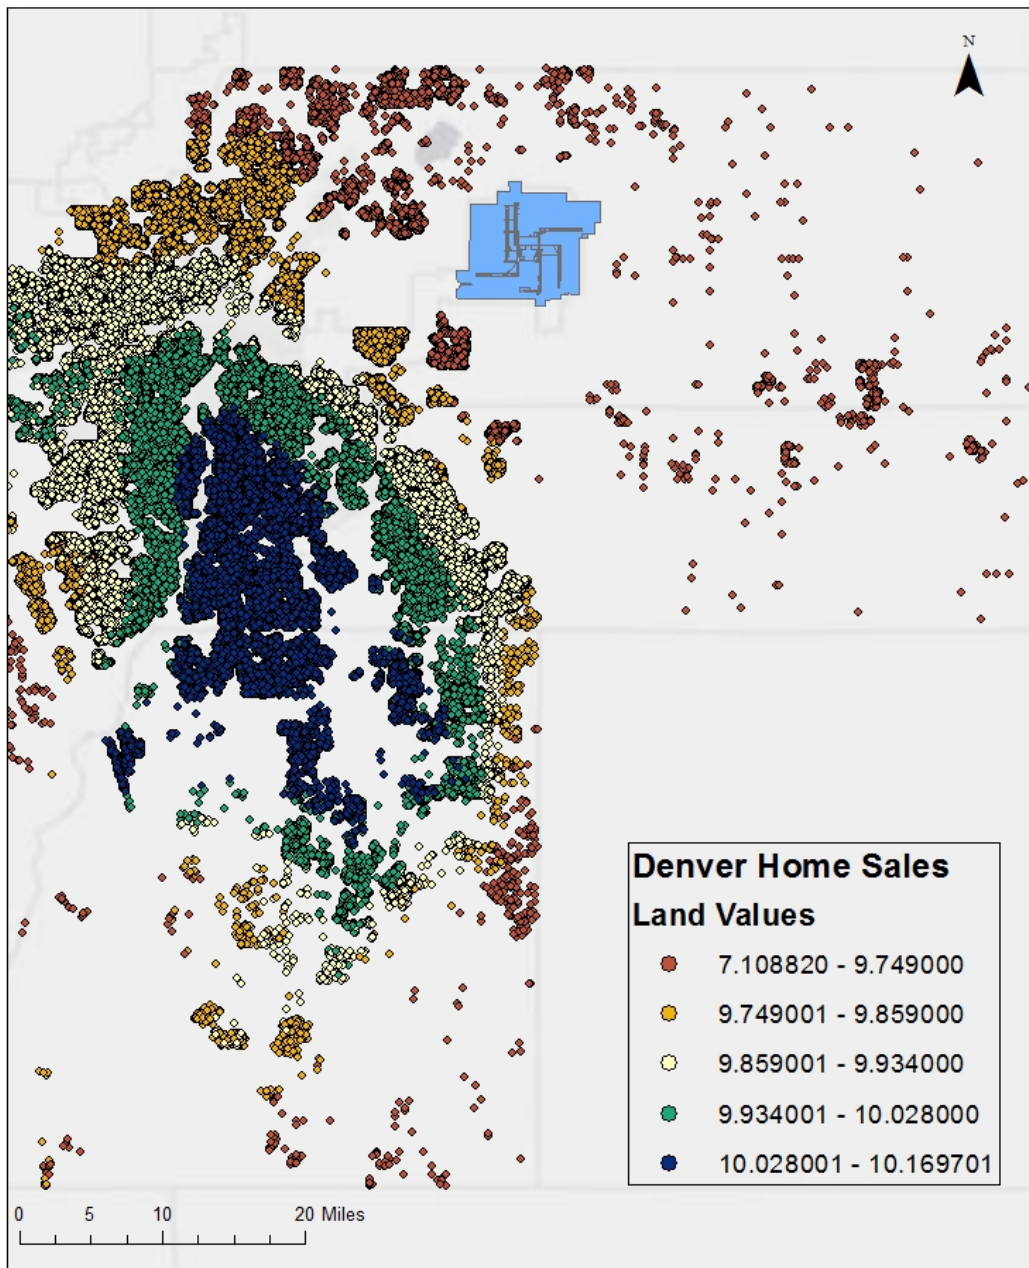 N
Denver Home Sales
Land Values
7.108820 - 9.749000
9.749001 - 9.859000
9.859001 - 9.934000
9.934001 - 10.028000
10.028001 - 10.169701
0 5 10 20 Miles